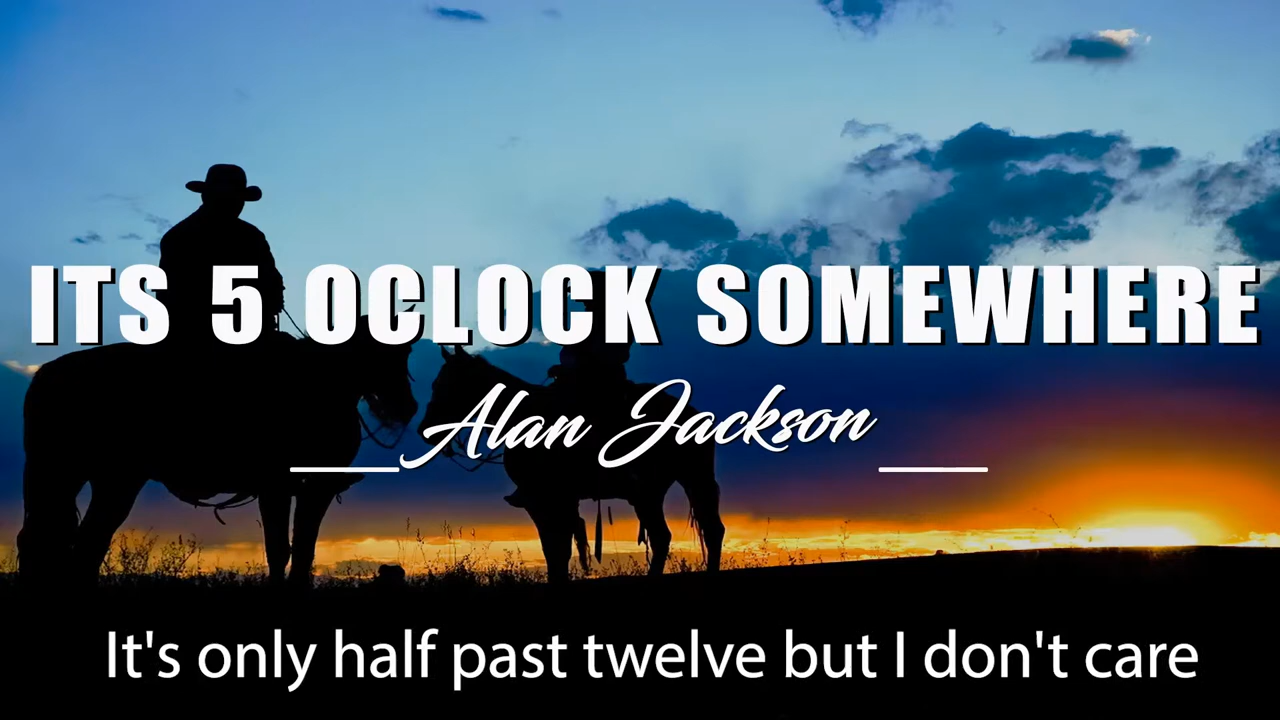 ITS 5 OCLOCK SOMEWHERE
Alan Jackson
It's only half past twelve but I don't care